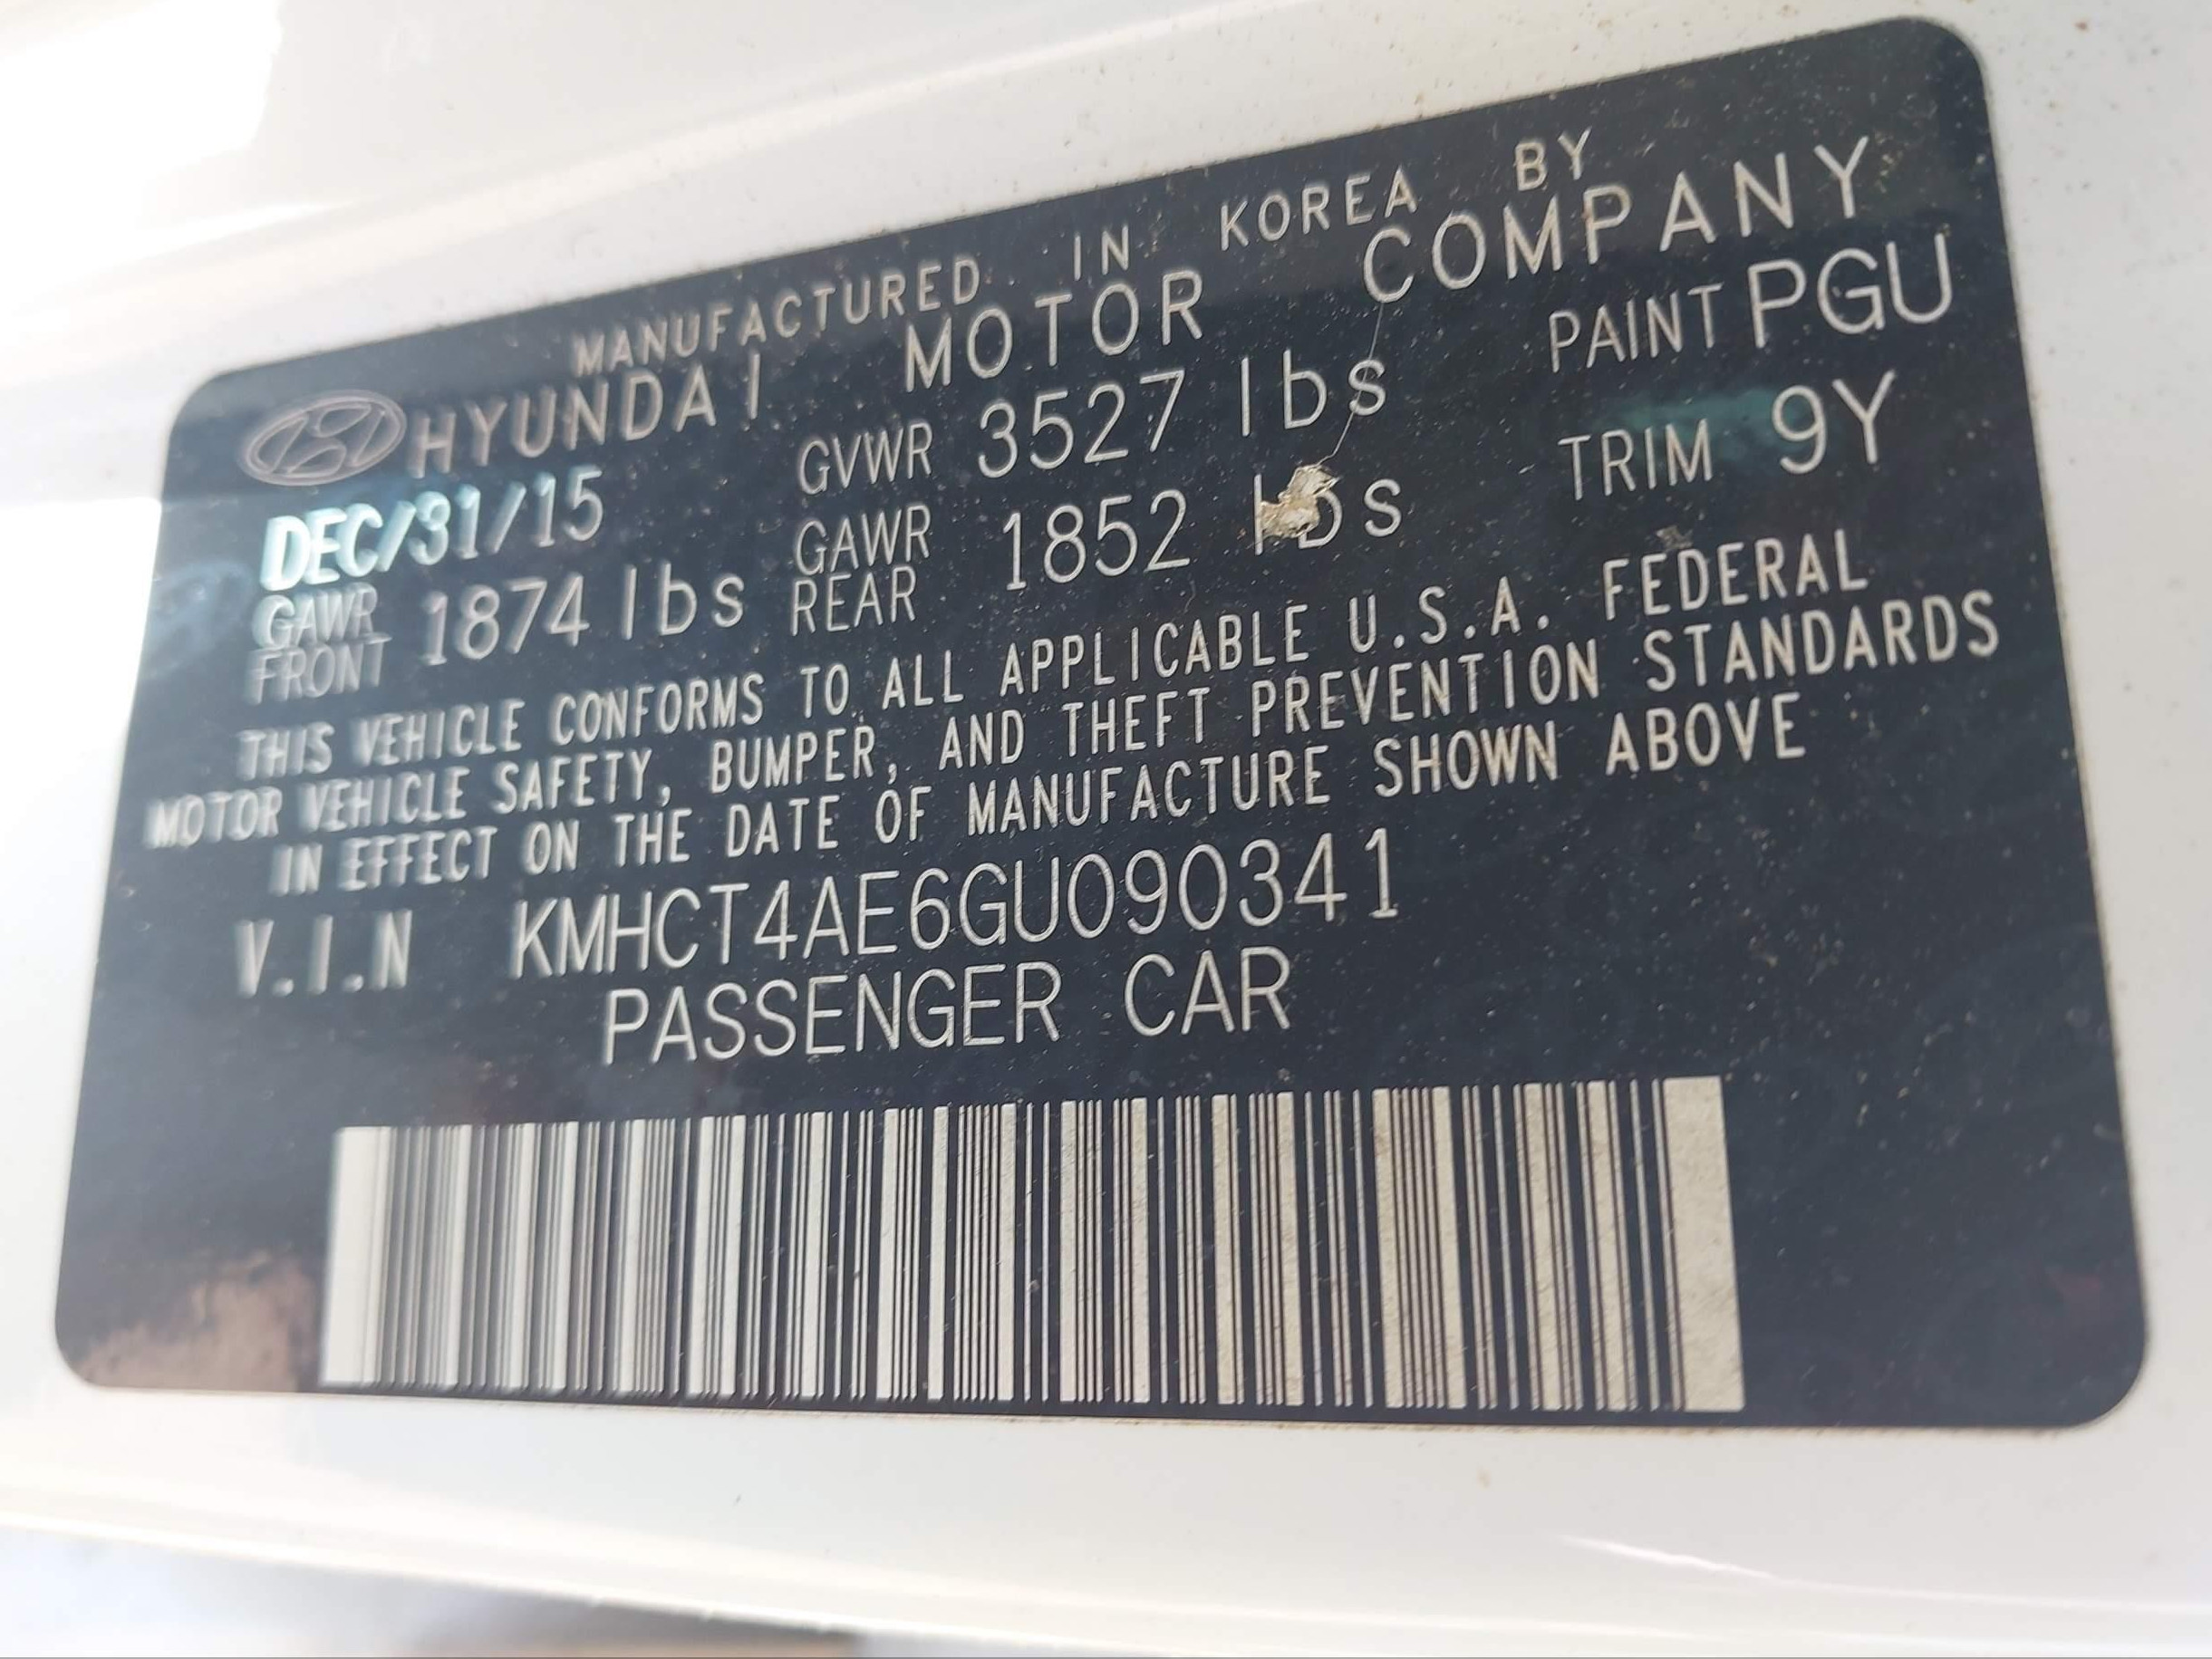 MANUFACTURED IN KOREA BY
HYUNDAI MOTOR COMPANY
DEC/31/15 GVWR 3527 lbs PAINT PGU
GAWR FRONT 1874 lbs GAWR REAR 1852 lbs TRIM 9Y
THIS VEHICLE CONFORMS TO ALL APPLICABLE U.S.A. FEDERAL
MOTOR VEHICLE SAFETY, BUMPER, AND THEFT PREVENTION STANDARDS
IN EFFECT ON THE DATE OF MANUFACTURE SHOWN ABOVE
V.I.N KMHCT4AE6GU090341
PASSENGER CAR